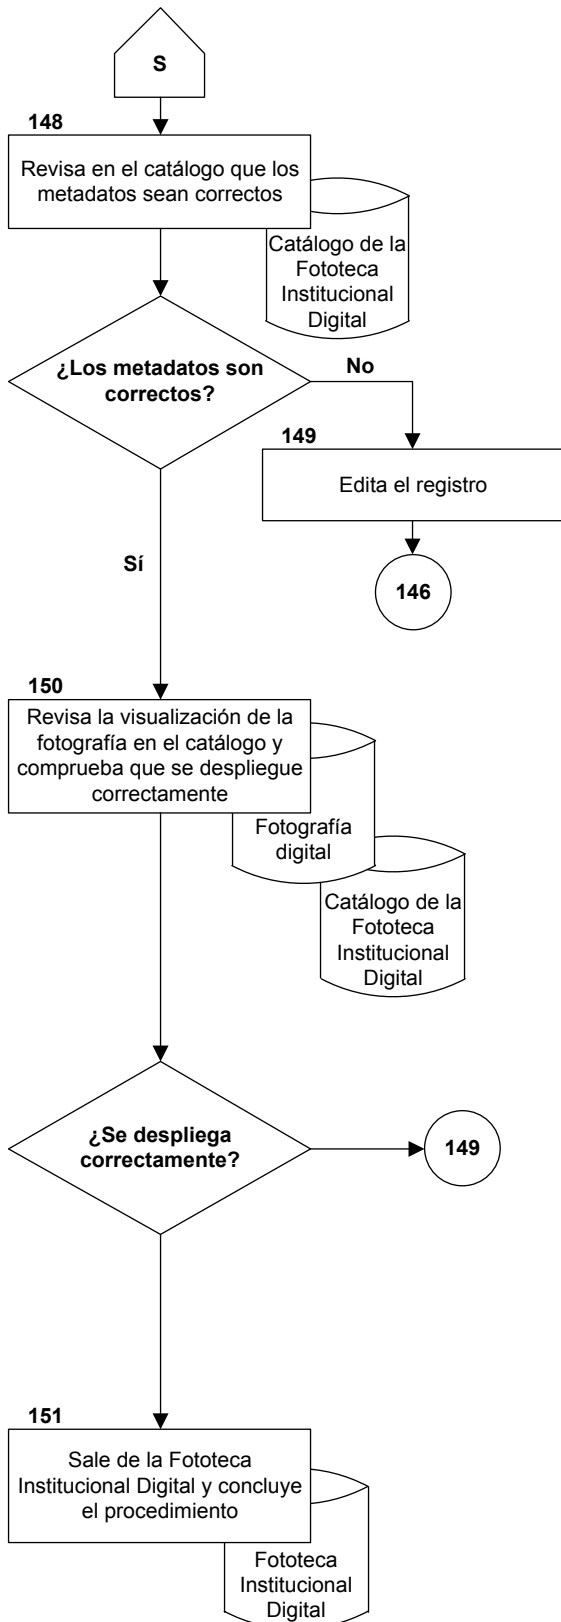 S
148
Revisa en el catálogo que los
metadatos sean correctos
Catálogo de la
Fototeca
Institucional
Digital
¿Los metadatos son
correctos?
No
149
Edita el registro
146
Sí
150
Revisa la visualización de la
fotografía en el catálogo y
comprueba que se despliegue
correctamente
Fotografía
digital
Catálogo de la
Fototeca
Institucional
Digital
¿Se despliega
correctamente?
149
151
Sale de la Fototeca
Institucional Digital y concluye
el procedimiento
Fototeca
Institucional
Digital